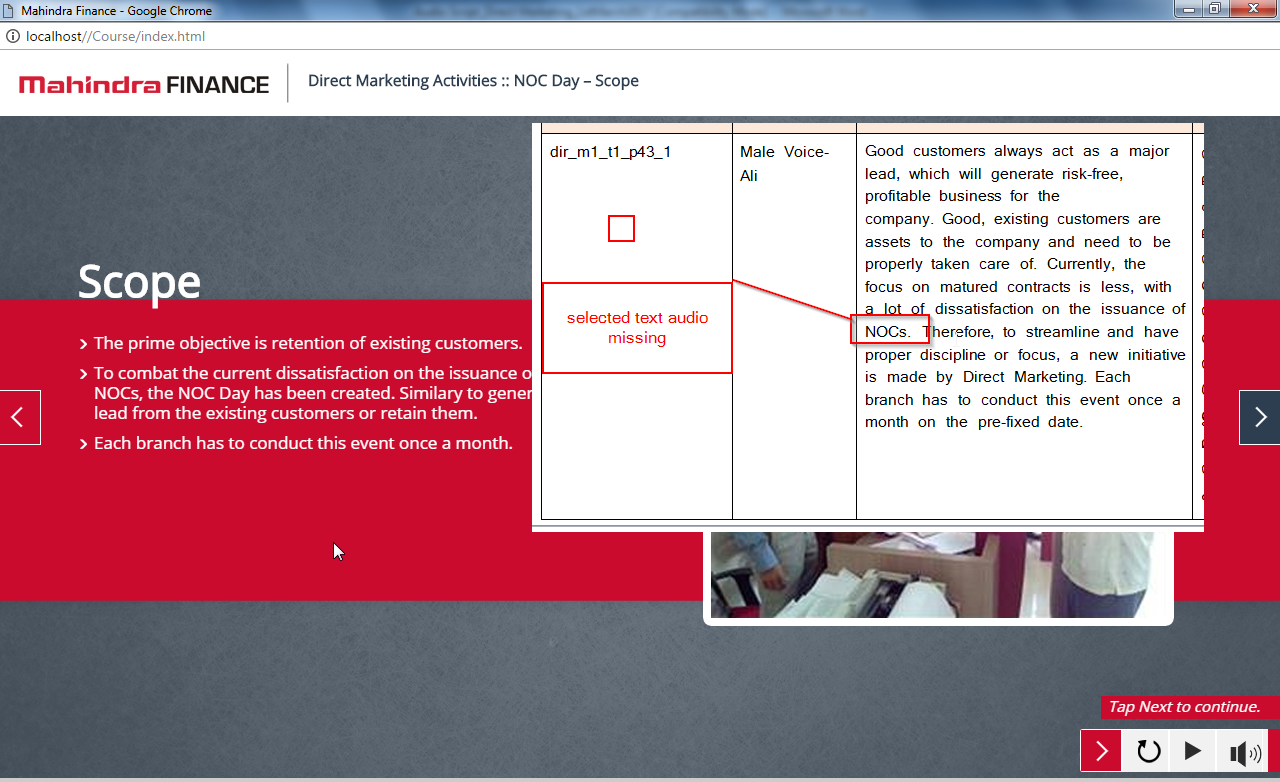 Mahindra Finance - Google Chrome
localhost//Course/index.html
Mahindra FINANCE
Direct Marketing Activities :: NOC Day – Scope
Scope
The prime objective is retention of existing customers.
To combat the current dissatisfaction on the issuance o
NOCs, the NOC Day has been created. Similary to gener
lead from the existing customers or retain them.
Each branch has to conduct this event once a month.
dir_m1_t1_p43_1
selected text audio
missing
Male Voice-
Ali
Good customers always act as a major
lead, which will generate risk-free,
profitable business for the
company. Good, existing customers are
assets to the company and need to be
properly taken care of. Currently, the
focus on matured contracts is less, with
a lot of dissatisfaction on the issuance of
NOCs. Therefore, to streamline and have
proper discipline or focus, a new initiative
is made by Direct Marketing. Each
branch has to conduct this event once a
month on the pre-fixed date.
Tap Next to continue.